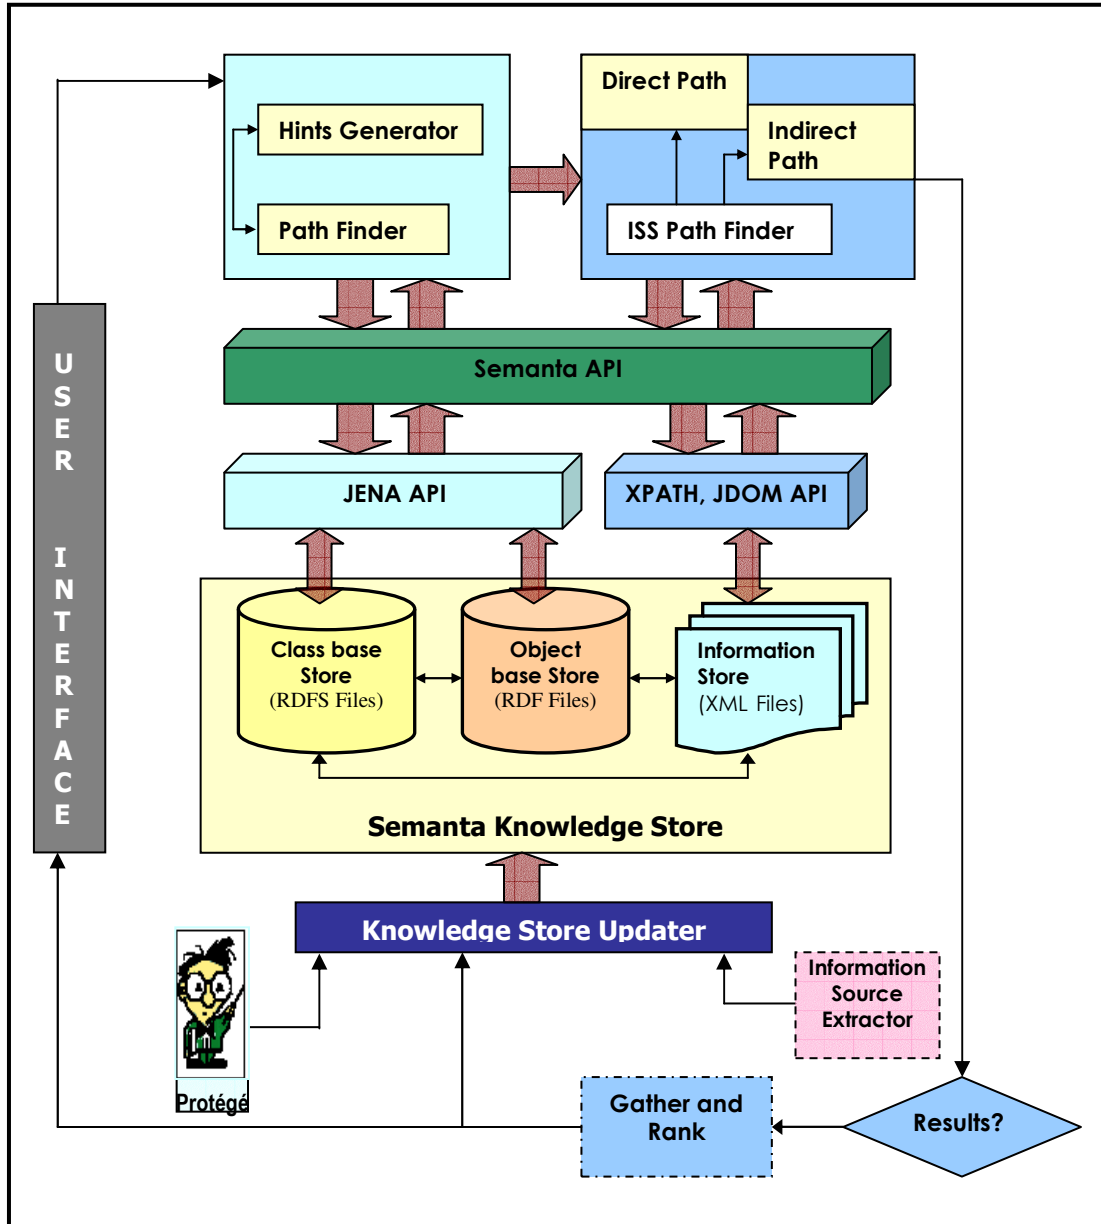 Direct Path
Hints Generator
Indirect
Path
Path Finder
ISS Path Finder
USER INTERFACE
Semanta API
JENA API
XPATH, JDOM API
Class base
Store
(RDFS Files)
Object
base Store
(RDF Files)
Information
Store
(XML Files)
Semanta Knowledge Store
Knowledge Store Updater
Information
Source
Extractor
Protégé
Gather and
Rank
Results?